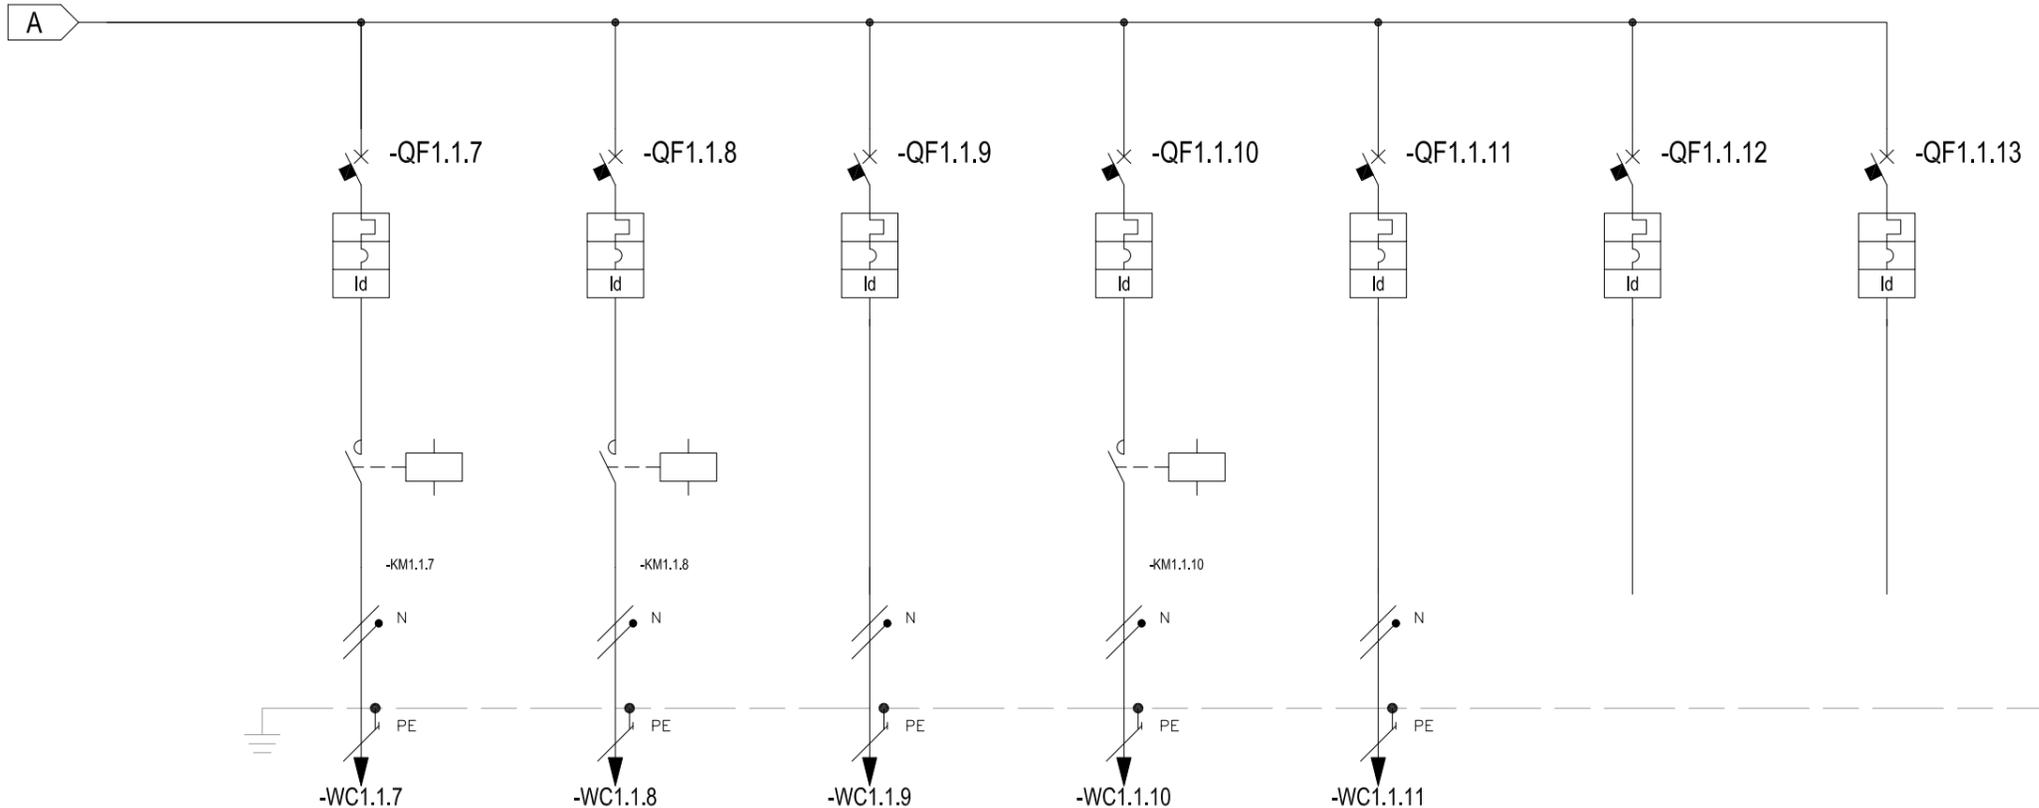 A
-QF1.1.7 -QF1.1.8 -QF1.1.9 -QF1.1.10 -QF1.1.11 -QF1.1.12 -QF1.1.13
Id Id Id Id Id Id Id
-KM1.1.7 -KM1.1.8 -KM1.1.10
N N N N N
PE PE PE PE PE
-WC1.1.7 -WC1.1.8 -WC1.1.9 -WC1.1.10 -WC1.1.11